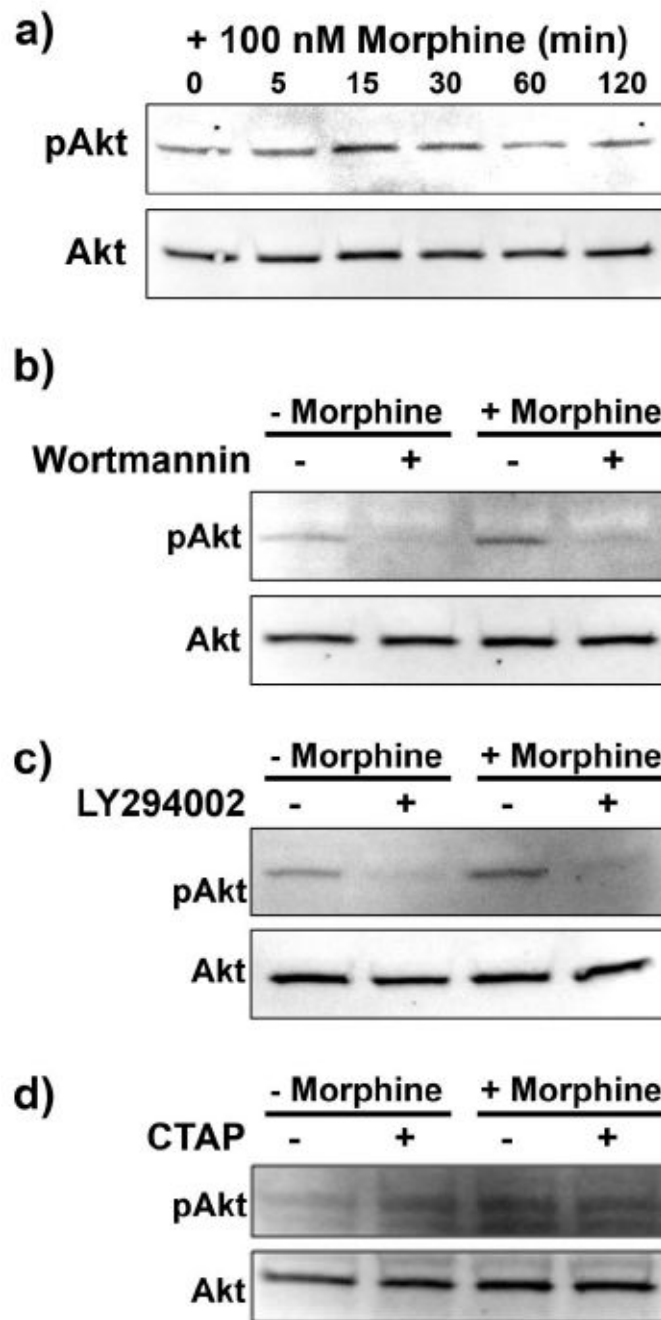 a)
+ 100 nM Morphine (min)
0 5 15 30 60 120
pAkt
Akt
b)
- Morphine + Morphine
Wortmannin - + - +
pAkt
Akt
c)
- Morphine + Morphine
LY294002 - + - +
pAkt
Akt
d)
- Morphine + Morphine
CTAP - + - +
pAkt
Akt